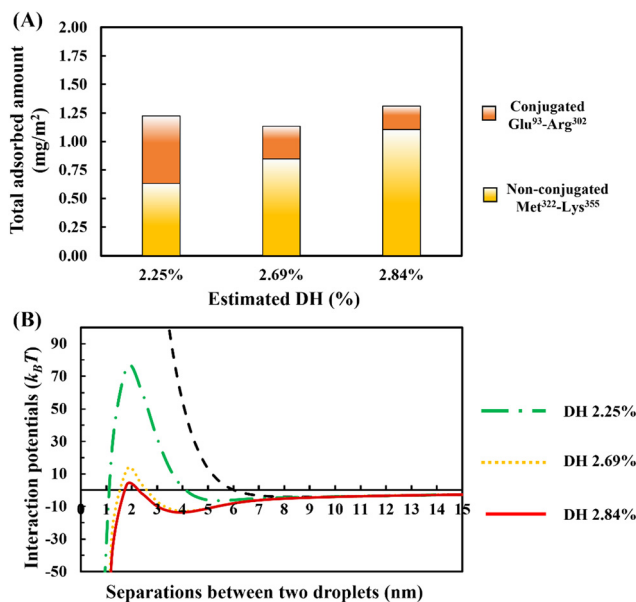 (A)
Total adsorbed amount
(mg/m²)
2.00
1.75
1.50
1.25
1.00
0.75
0.50
0.25
0.00
2.25%
2.69%
2.84%
Estimated DH (%)
Conjugated
Glu⁹³-Arg³⁰²
Non-conjugated
Met³²²-Lys³⁵⁵
(B)
Interaction potentials (k_BT)
90
70
50
30
10
-10
-30
-50
0 1 2 3 4 5 6 7 8 9 10 11 12 13 14 15
Separations between two droplets (nm)
DH 2.25%
DH 2.69%
DH 2.84%